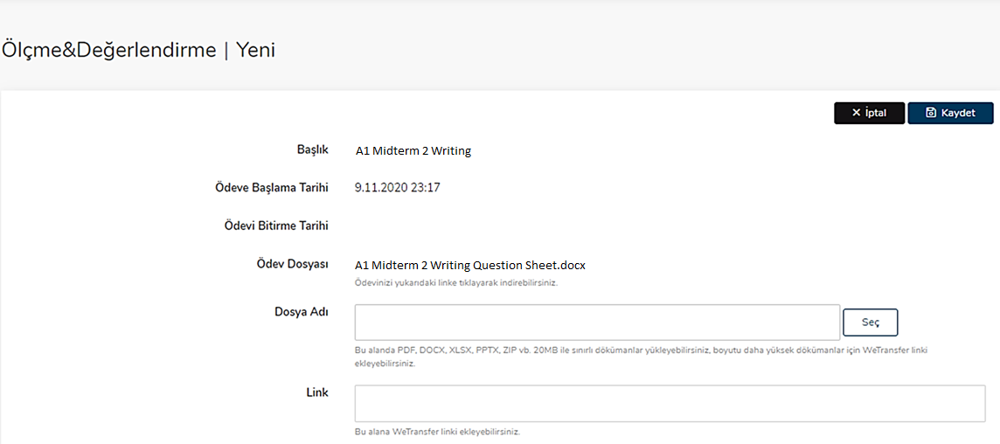 Ölçme&Değerlendirme | Yeni
İptal
Kaydet
Başlık
A1 Midterm 2 Writing
Ödeve Başlama Tarihi
9.11.2020 23:17
Ödevi Bitirme Tarihi
Ödev Dosyası
A1 Midterm 2 Writing Question Sheet.docx
Ödevinizi yukarıdaki linke tıklayarak indirebilirsiniz.
Dosya Adı
Seç
Bu alanda PDF, DOCX, XLSX, PPTX, ZIP vb. 20MB ile sınırlı dökümanlar yükleyebilirsiniz, boyutu daha yüksek dökümanlar için WeTransfer linki
ekleyebilirsiniz.
Link
Bu alana WeTransfer linki ekleyebilirsiniz.